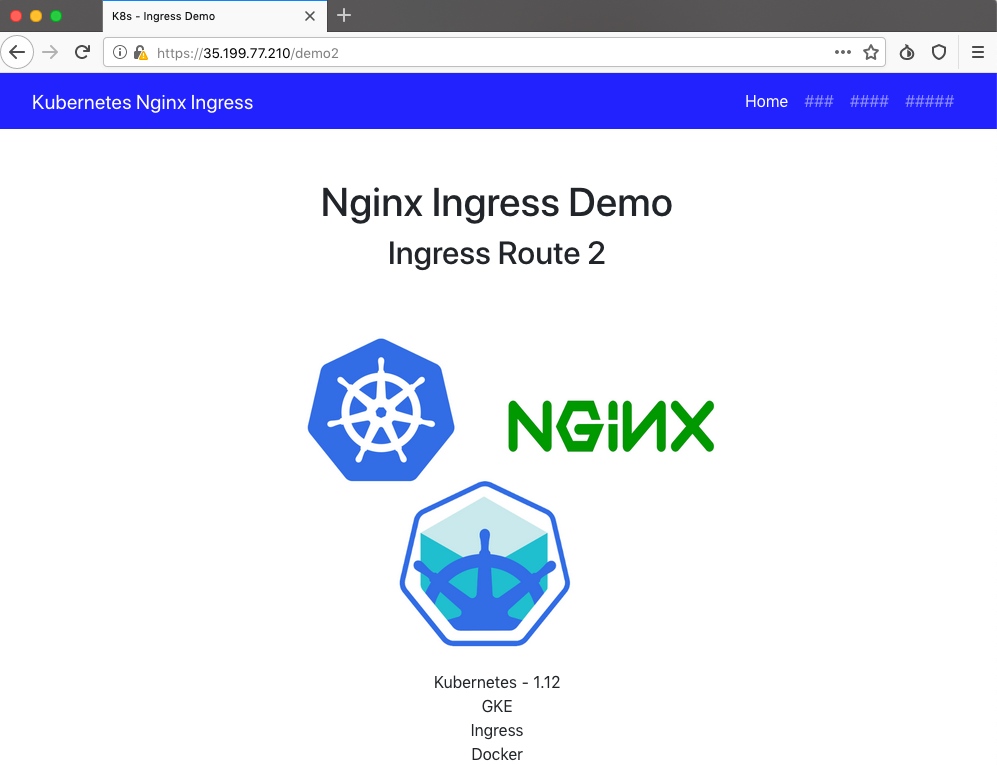 K8s - Ingress Demo
https://35.199.77.210/demo2
Kubernetes Nginx Ingress Home ### #### #####
Nginx Ingress Demo
Ingress Route 2
NGiNX
Kubernetes - 1.12
GKE
Ingress
Docker